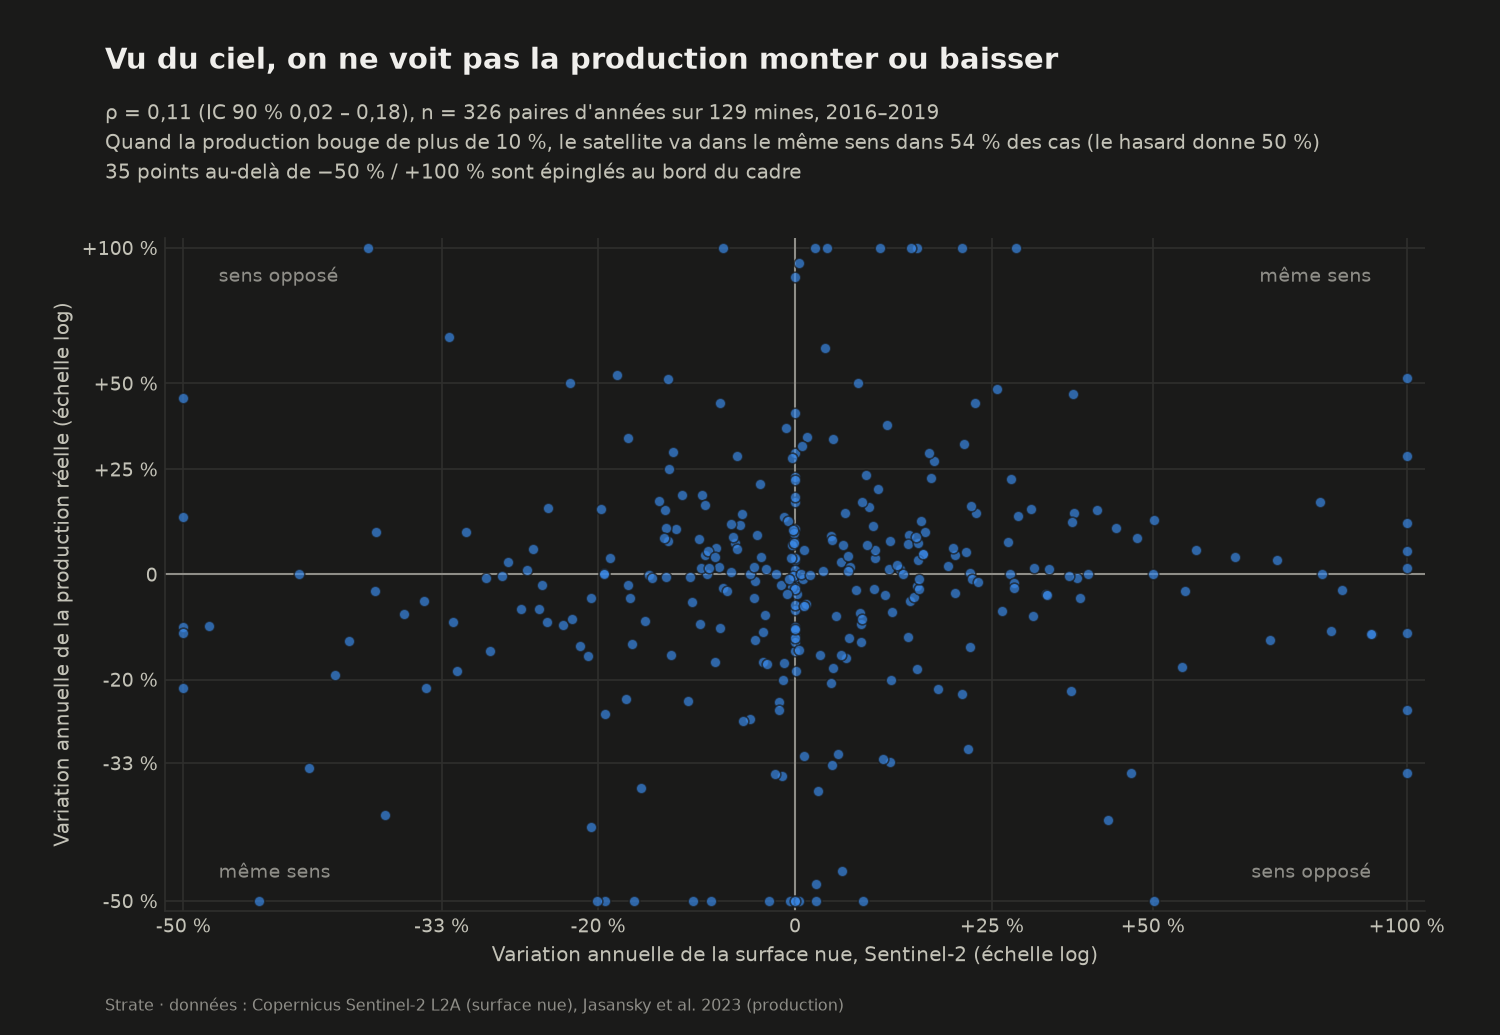 Vu du ciel, on ne voit pas la production monter ou baisser
ρ = 0,11 (IC 90 % 0,02 – 0,18), n = 326 paires d'années sur 129 mines, 2016–2019
Quand la production bouge de plus de 10 %, le satellite va dans le même sens dans 54 % des cas (le hasard donne 50 %)
35 points au-delà de −50 % / +100 % sont épinglés au bord du cadre
+100 %
sens opposé
même sens
+50 %
+25 %
0
-20 %
-33 %
même sens
sens opposé
-50 %
Variation annuelle de la production réelle (échelle log)
-50 %
-33 %
-20 %
0
+25 %
+50 %
+100 %
Variation annuelle de la surface nue, Sentinel-2 (échelle log)
Strate · données : Copernicus Sentinel-2 L2A (surface nue), Jasansky et al. 2023 (production)